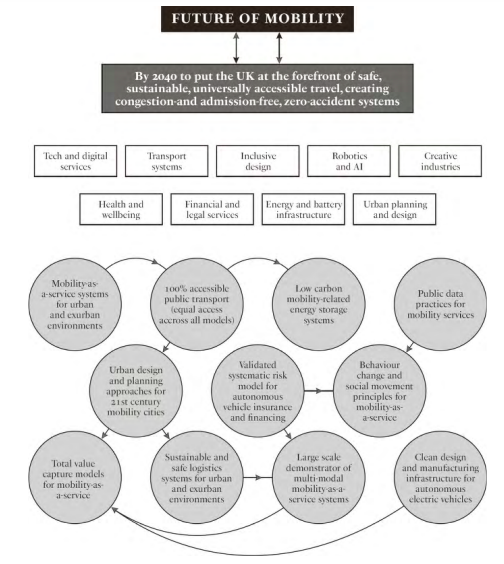 FUTURE OF MOBILITY
By 2040 to put the UK at the forefront of safe,
sustainable, universally accessible travel, creating
congestion-and admission-free, zero-accident systems
Tech and digital
services
Transport
systems
Inclusive
design
Robotics
and AI
Creative
industries
Health and
wellbeing
Financial and
legal services
Energy and battery
infrastructure
Urban planning
and design
Mobility-as-
a-service systems
for urban
and exurban
environments
100% accessible
public transport
(equal access
accross all models)
Low carbon
mobility-related
energy storage
systems
Public data
practices for
mobility services
Urban design
and planning
approaches for
21st century
mobility cities
Validated
systematic risk
model for
autonomous
vehicle insurance
and financing
Behaviour
change and
social movement
principles for
mobility-as-
a-service
Total value
capture models
for mobility-as-
a-service
Sustainable and
safe logistics
systems for urban
and exurban
environments
Large scale
demonstrator of
multi-modal
mobility-as-a-
service systems
Clean design
and manufacturing
infrastructure for
autonomous
electric vehicles